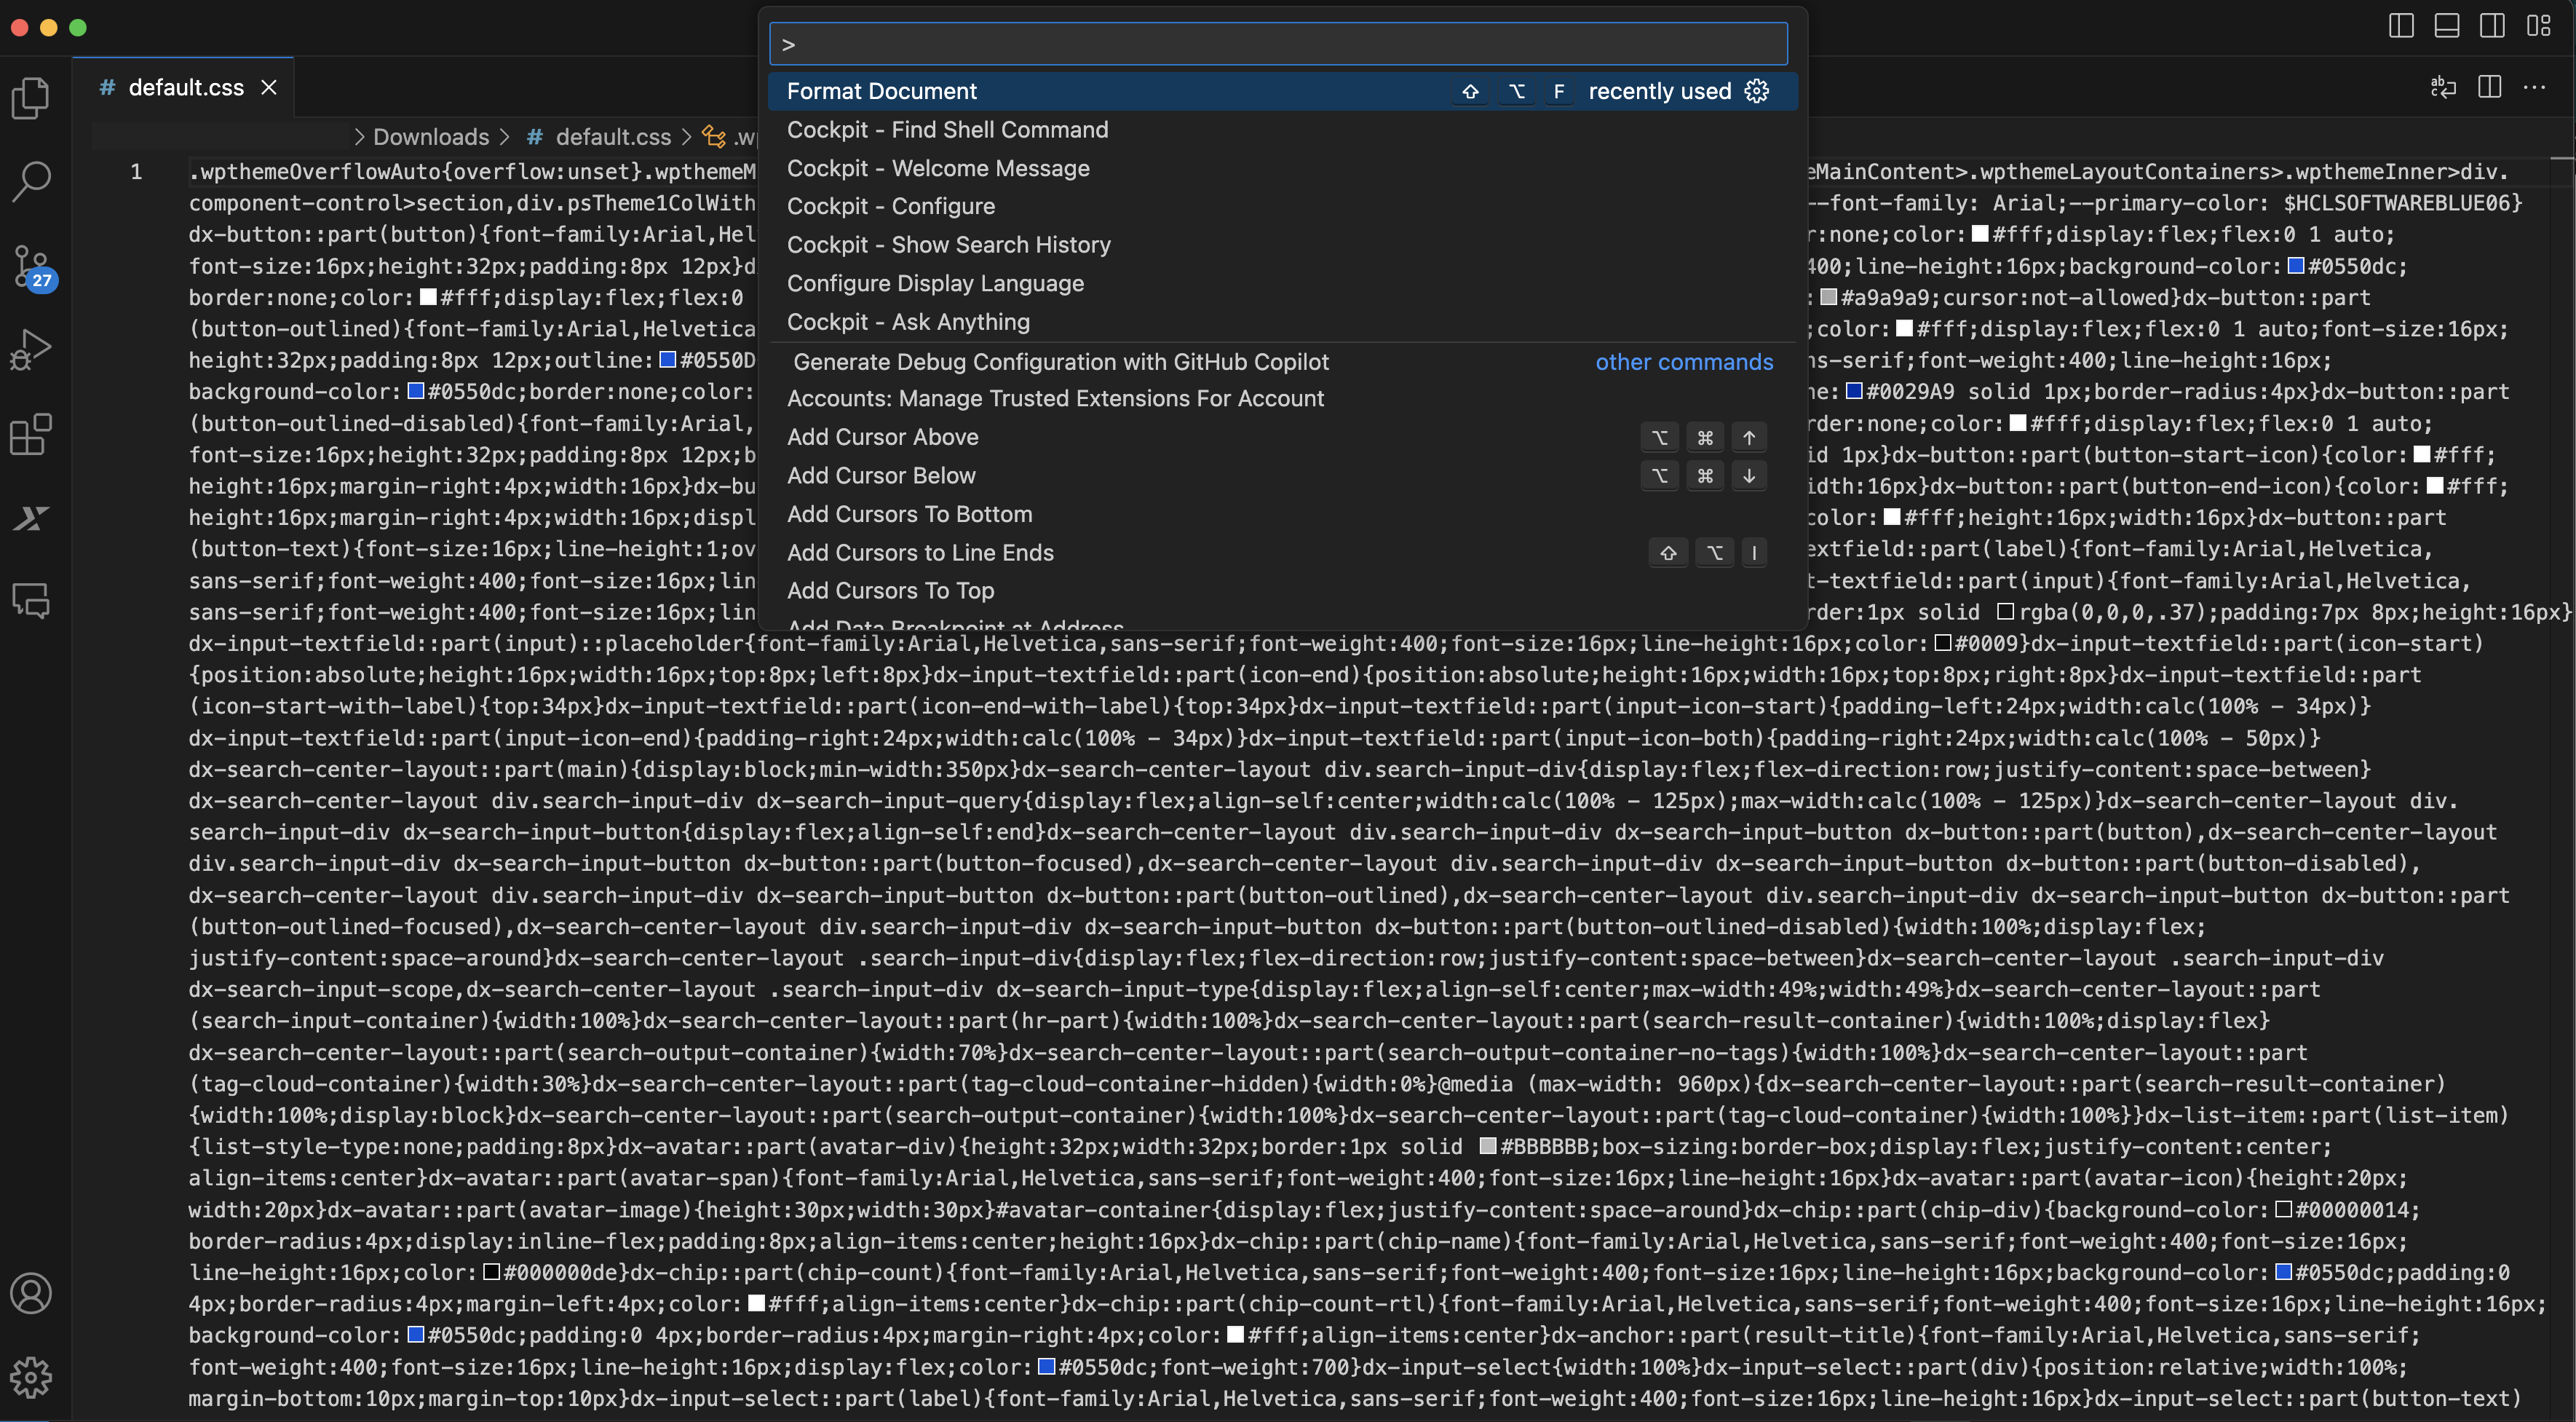 >
# default.css ×
Format Document ⇧ ⌥ F recently used
> Downloads > # default.css > .wp
Cockpit - Find Shell Command
Cockpit - Welcome Message
Cockpit - Configure
Cockpit - Show Search History
Configure Display Language
Cockpit - Ask Anything
Generate Debug Configuration with GitHub Copilot other commands
Accounts: Manage Trusted Extensions For Account
Add Cursor Above ⌥ ⌘ ↑
Add Cursor Below ⌥ ⌘ ↓
Add Cursors To Bottom
Add Cursors to Line Ends ⇧ ⌥ I
Add Cursors To Top
Add Data Breakpoint at Address
27
1 .wpthemeOverflowAuto{overflow:unset}.wpthemeM eMainContent>.wpthemeLayoutContainers>.wpthemeInner>div.
component-control>section,div.psTheme1ColWith --font-family: Arial;--primary-color: $HCLSOFTWAREBLUE06}
dx-button::part(button){font-family:Arial,Hel r:none;color:#fff;display:flex;flex:0 1 auto;
font-size:16px;height:32px;padding:8px 12px}d 400;line-height:16px;background-color:#0550dc;
border:none;color:#fff;display:flex;flex:0 :#a9a9a9;cursor:not-allowed}dx-button::part
(button-outlined){font-family:Arial,Helvetica ;color:#fff;display:flex;flex:0 1 auto;font-size:16px;
height:32px;padding:8px 12px;outline:#0550D ns-serif;font-weight:400;line-height:16px;
background-color:#0550dc;border:none;color: ne:#0029A9 solid 1px;border-radius:4px}dx-button::part
(button-outlined-disabled){font-family:Arial, rder:none;color:#fff;display:flex;flex:0 1 auto;
font-size:16px;height:32px;padding:8px 12px;b id 1px}dx-button::part(button-start-icon){color:#fff;
height:16px;margin-right:4px;width:16px}dx-bu idth:16px}dx-button::part(button-end-icon){color:#fff;
height:16px;margin-right:4px;width:16px;displ color:#fff;height:16px;width:16px}dx-button::part
(button-text){font-size:16px;line-height:1;ov extfield::part(label){font-family:Arial,Helvetica,
sans-serif;font-weight:400;font-size:16px;lin t-textfield::part(input){font-family:Arial,Helvetica,
sans-serif;font-weight:400;font-size:16px;lin rder:1px solid rgba(0,0,0,.37);padding:7px 8px;height:16px}
dx-input-textfield::part(input)::placeholder{font-family:Arial,Helvetica,sans-serif;font-weight:400;font-size:16px;line-height:16px;color:#0009}dx-input-textfield::part(icon-start)
{position:absolute;height:16px;width:16px;top:8px;left:8px}dx-input-textfield::part(icon-end){position:absolute;height:16px;width:16px;top:8px;right:8px}dx-input-textfield::part
(icon-start-with-label){top:34px}dx-input-textfield::part(icon-end-with-label){top:34px}dx-input-textfield::part(input-icon-start){padding-left:24px;width:calc(100% - 34px)}
dx-input-textfield::part(input-icon-end){padding-right:24px;width:calc(100% - 34px)}dx-input-textfield::part(input-icon-both){padding-right:24px;width:calc(100% - 50px)}
dx-search-center-layout::part(main){display:block;min-width:350px}dx-search-center-layout div.search-input-div{display:flex;flex-direction:row;justify-content:space-between}
dx-search-center-layout div.search-input-div dx-search-input-query{display:flex;align-self:center;width:calc(100% - 125px);max-width:calc(100% - 125px)}dx-search-center-layout div.
search-input-div dx-search-input-button{display:flex;align-self:end}dx-search-center-layout div.search-input-div dx-search-input-button dx-button::part(button),dx-search-center-layout
div.search-input-div dx-search-input-button dx-button::part(button-focused),dx-search-center-layout div.search-input-div dx-search-input-button dx-button::part(button-disabled),
dx-search-center-layout div.search-input-div dx-search-input-button dx-button::part(button-outlined),dx-search-center-layout div.search-input-div dx-search-input-button dx-button::part
(button-outlined-focused),dx-search-center-layout div.search-input-div dx-search-input-button dx-button::part(button-outlined-disabled){width:100%;display:flex;
justify-content:space-around}dx-search-center-layout .search-input-div{display:flex;flex-direction:row;justify-content:space-between}dx-search-center-layout .search-input-div
dx-search-input-scope,dx-search-center-layout .search-input-div dx-search-input-type{display:flex;align-self:center;max-width:49%;width:49%}dx-search-center-layout::part
(search-input-container){width:100%}dx-search-center-layout::part(hr-part){width:100%}dx-search-center-layout::part(search-result-container){width:100%;display:flex}
dx-search-center-layout::part(search-output-container){width:70%}dx-search-center-layout::part(search-output-container-no-tags){width:100%}dx-search-center-layout::part
(tag-cloud-container){width:30%}dx-search-center-layout::part(tag-cloud-container-hidden){width:0%}@media (max-width: 960px){dx-search-center-layout::part(search-result-container)
{width:100%;display:block}dx-search-center-layout::part(search-output-container){width:100%}dx-search-center-layout::part(tag-cloud-container){width:100%}}dx-list-item::part(list-item)
{list-style-type:none;padding:8px}dx-avatar::part(avatar-div){height:32px;width:32px;border:1px solid #BBBBBB;box-sizing:border-box;display:flex;justify-content:center;
align-items:center}dx-avatar::part(avatar-span){font-family:Arial,Helvetica,sans-serif;font-weight:400;font-size:16px;line-height:16px}dx-avatar::part(avatar-icon){height:20px;
width:20px}dx-avatar::part(avatar-image){height:30px;width:30px}#avatar-container{display:flex;justify-content:space-around}dx-chip::part(chip-div){background-color:#00000014;
border-radius:4px;display:inline-flex;padding:8px;align-items:center;height:16px}dx-chip::part(chip-name){font-family:Arial,Helvetica,sans-serif;font-weight:400;font-size:16px;
line-height:16px;color:#000000de}dx-chip::part(chip-count){font-family:Arial,Helvetica,sans-serif;font-weight:400;font-size:16px;line-height:16px;background-color:#0550dc;padding:0
4px;border-radius:4px;margin-left:4px;color:#fff;align-items:center}dx-chip::part(chip-count-rtl){font-family:Arial,Helvetica,sans-serif;font-weight:400;font-size:16px;line-height:16px;
background-color:#0550dc;padding:0 4px;border-radius:4px;margin-right:4px;color:#fff;align-items:center}dx-anchor::part(result-title){font-family:Arial,Helvetica,sans-serif;
font-weight:400;font-size:16px;line-height:16px;display:flex;color:#0550dc;font-weight:700}dx-input-select{width:100%}dx-input-select::part(div){position:relative;width:100%;
margin-bottom:10px;margin-top:10px}dx-input-select::part(label){font-family:Arial,Helvetica,sans-serif;font-weight:400;font-size:16px;line-height:16px}dx-input-select::part(button-text)